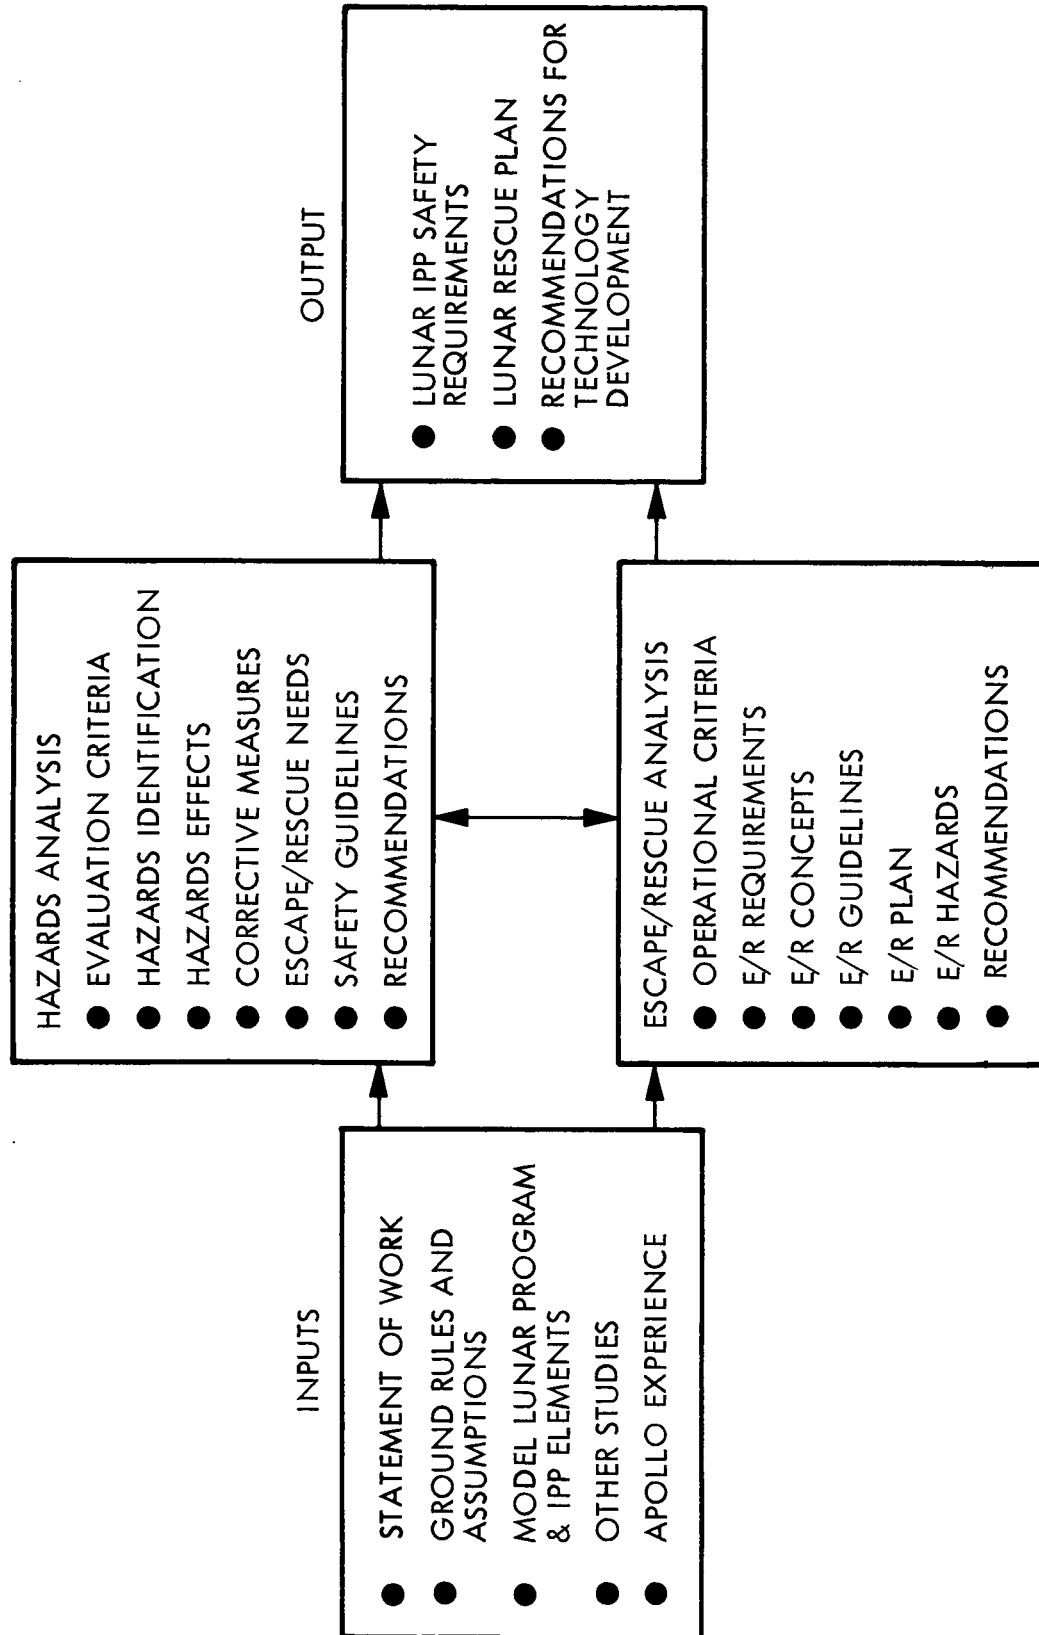 INPUTS
● STATEMENT OF WORK
● GROUND RULES AND
ASSUMPTIONS
● MODEL LUNAR PROGRAM
& IPP ELEMENTS
● OTHER STUDIES
● APOLLO EXPERIENCE
HAZARDS ANALYSIS
● EVALUATION CRITERIA
● HAZARDS IDENTIFICATION
● HAZARDS EFFECTS
● CORRECTIVE MEASURES
● ESCAPE/RESCUE NEEDS
● SAFETY GUIDELINES
● RECOMMENDATIONS
ESCAPE/RESCUE ANALYSIS
● OPERATIONAL CRITERIA
● E/R REQUIREMENTS
● E/R CONCEPTS
● E/R GUIDELINES
● E/R PLAN
● E/R HAZARDS
● RECOMMENDATIONS
OUTPUT
● LUNAR IPP SAFETY
REQUIREMENTS
● LUNAR RESCUE PLAN
● RECOMMENDATIONS FOR
TECHNOLOGY
DEVELOPMENT